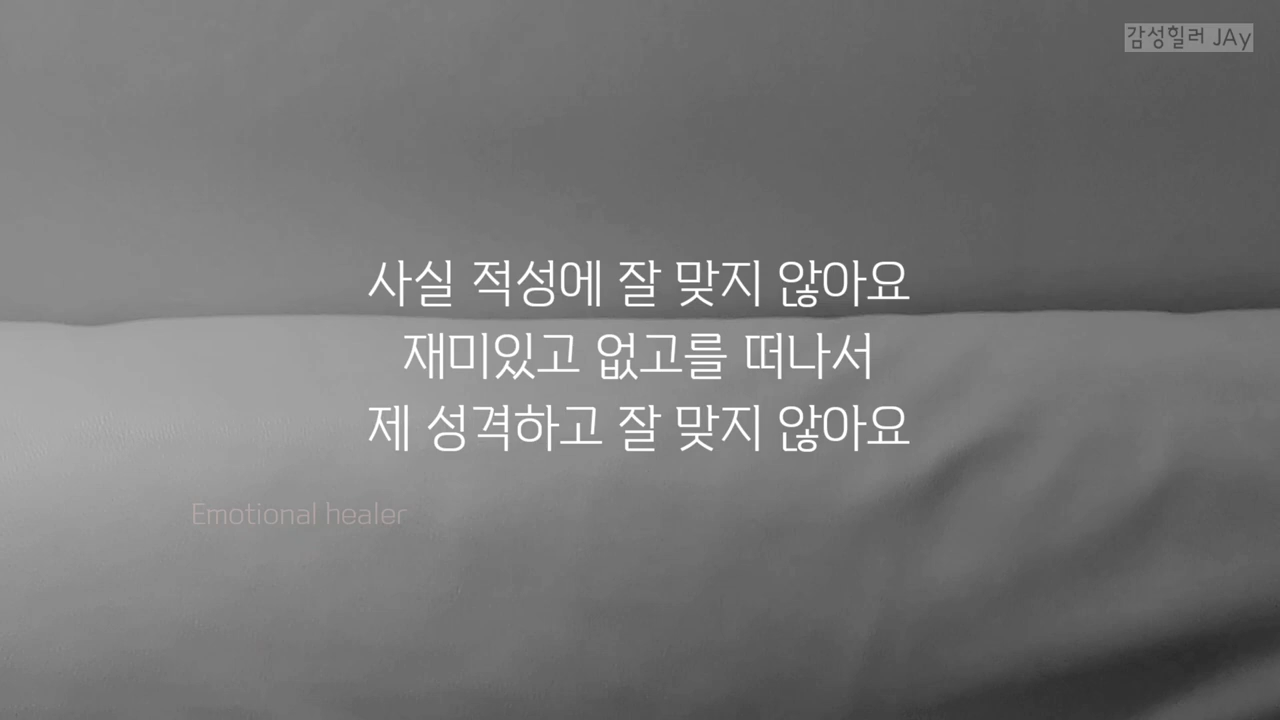 감성힐러 JAy
사실 적성에 잘 맞지 않아요
재미있고 없고를 떠나서
제 성격하고 잘 맞지 않아요
Emotional healer